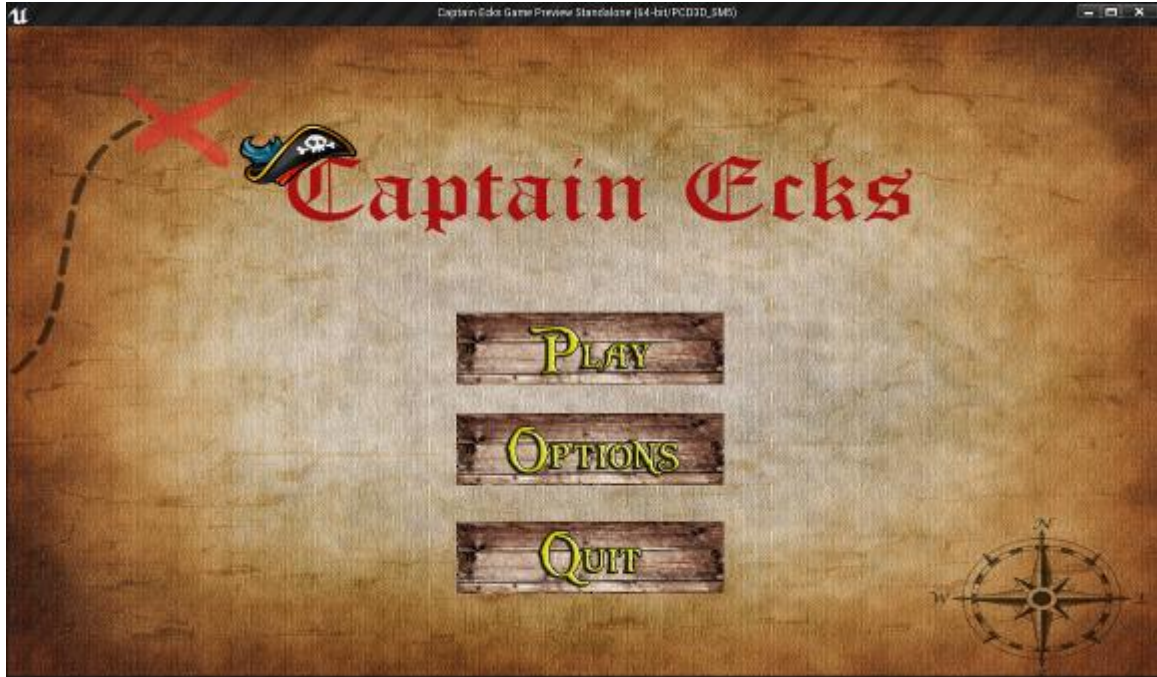 Captain Ecks Game Preview Standalone (64-bit/PCD3D_SM5)
Captain Ecks
Play
Options
Quit
N
W